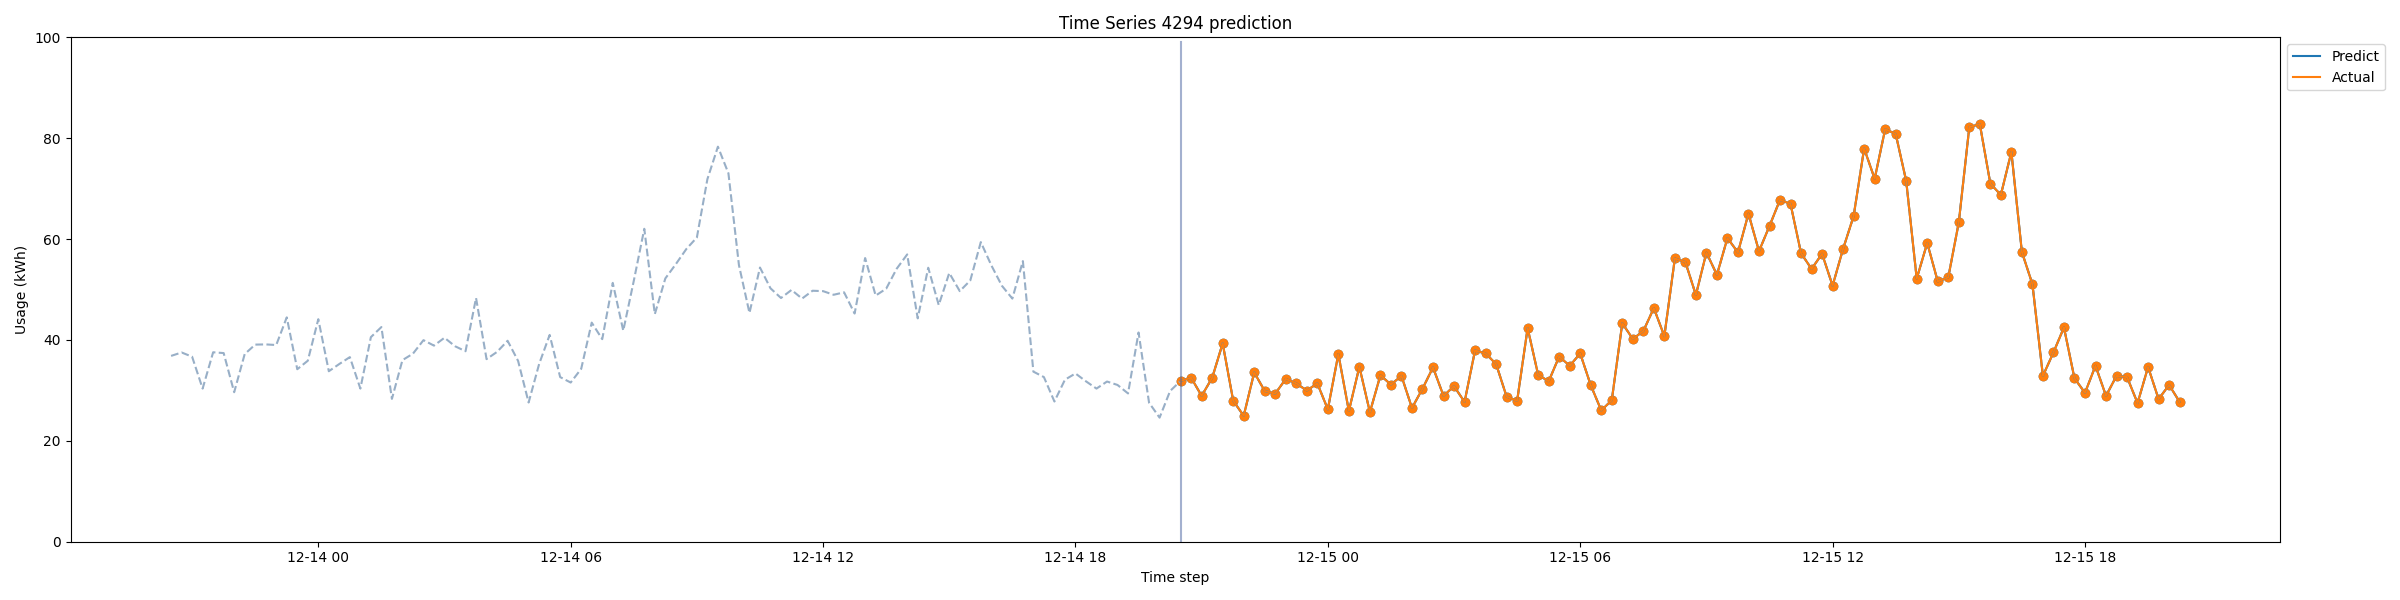 Time Series 4294 prediction
100
80
60
40
20
0
Usage (kWh)
Predict
Actual
12-14 00
12-14 06
12-14 12
12-14 18
12-15 00
12-15 06
12-15 12
12-15 18
Time step